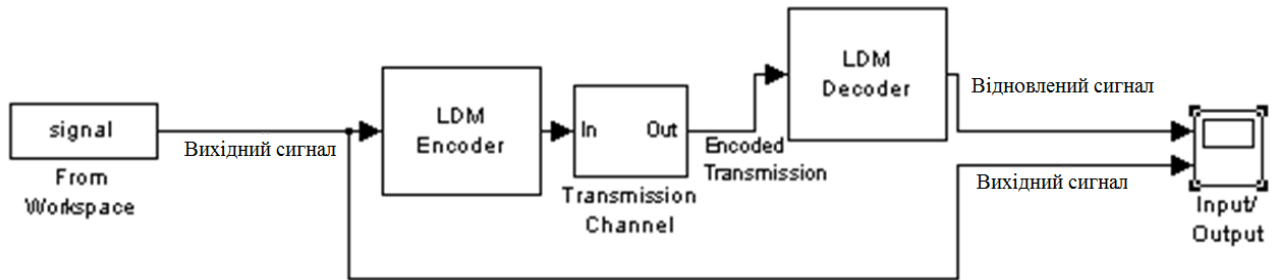 signal
From
Workspace
Вихідний сигнал
LDM
Encoder
In
Out
Transmission
Channel
Encoded
Transmission
LDM
Decoder
Відновлений сигнал
Вихідний сигнал
Input/
Output